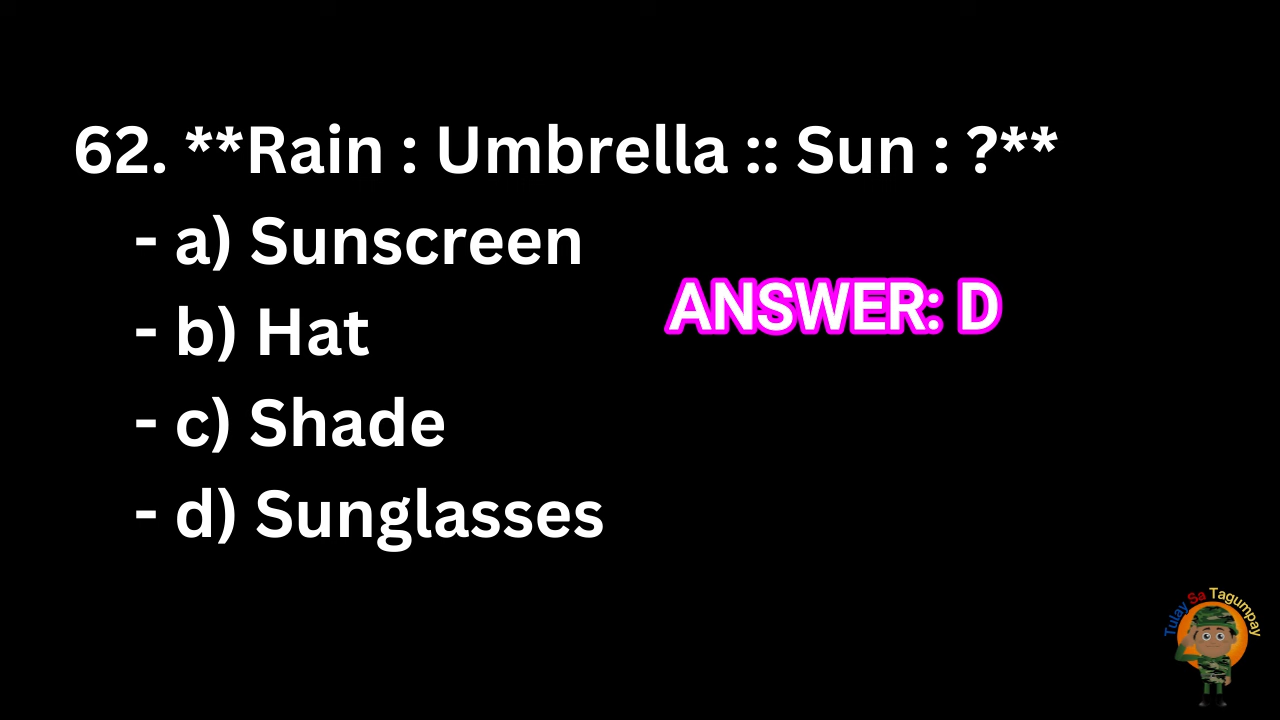 62. **Rain : Umbrella :: Sun : ?**
- a) Sunscreen
- b) Hat
- c) Shade
- d) Sunglasses
ANSWER: D
Tulay Sa Tagumpay